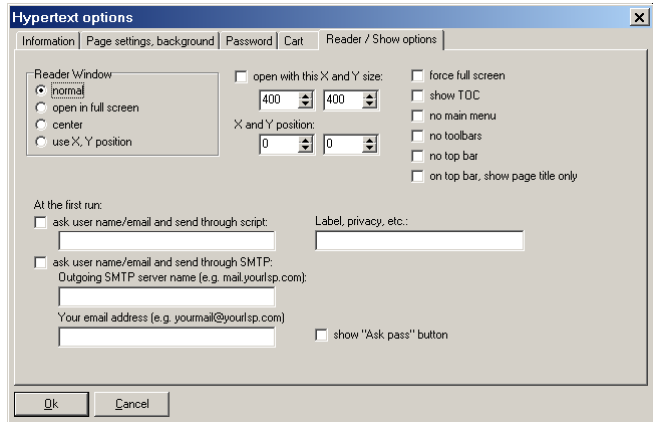 Hypertext options
Information
Page settings, background
Password
Cart
Reader / Show options
Reader Window
normal
open in full screen
center
use X, Y position
open with this X and Y size:
400 400
X and Y position:
0 0
force full screen
show TOC
no main menu
no toolbars
no top bar
on top bar, show page title only
At the first run:
ask user name/email and send through script:
Label, privacy, etc.:
ask user name/email and send through SMTP:
Outgoing SMTP server name (e.g. mail.yourIsp.com):
Your email address (e.g. yourmail@yourIsp.com)
show "Ask pass" button
Ok
Cancel